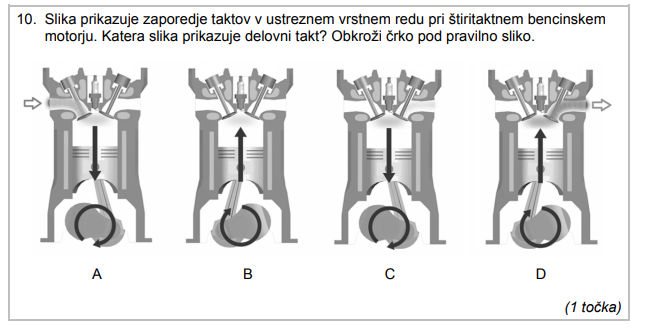 10. Slika prikazuje zaporedje taktov v ustreznem vrstnem redu pri štiritaktnem bencinskem
motorju. Katera slika prikazuje delovni takt? Obkroži črko pod pravilno sliko.
A B C D
(1 točka)